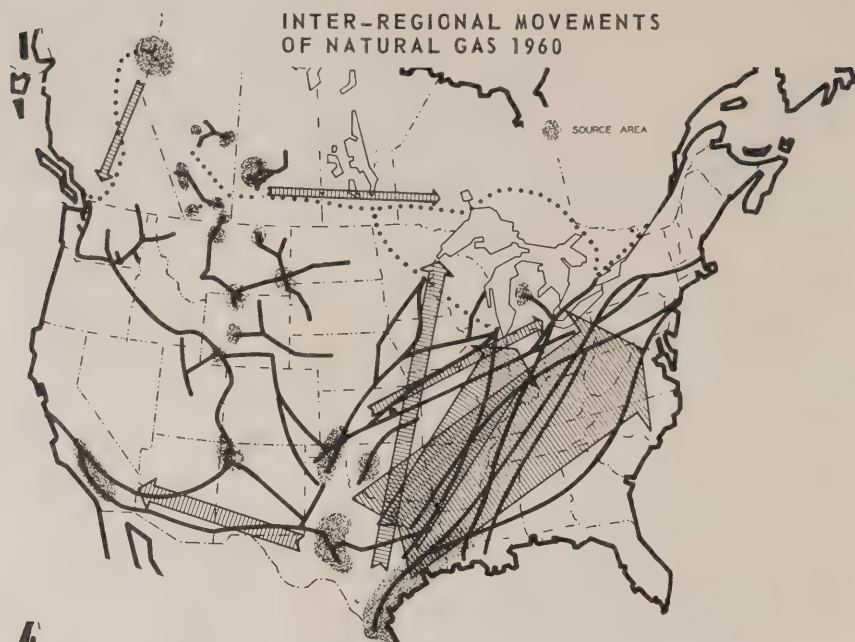 INTER-REGIONAL MOVEMENTS
OF NATURAL GAS 1960
SOURCE AREA